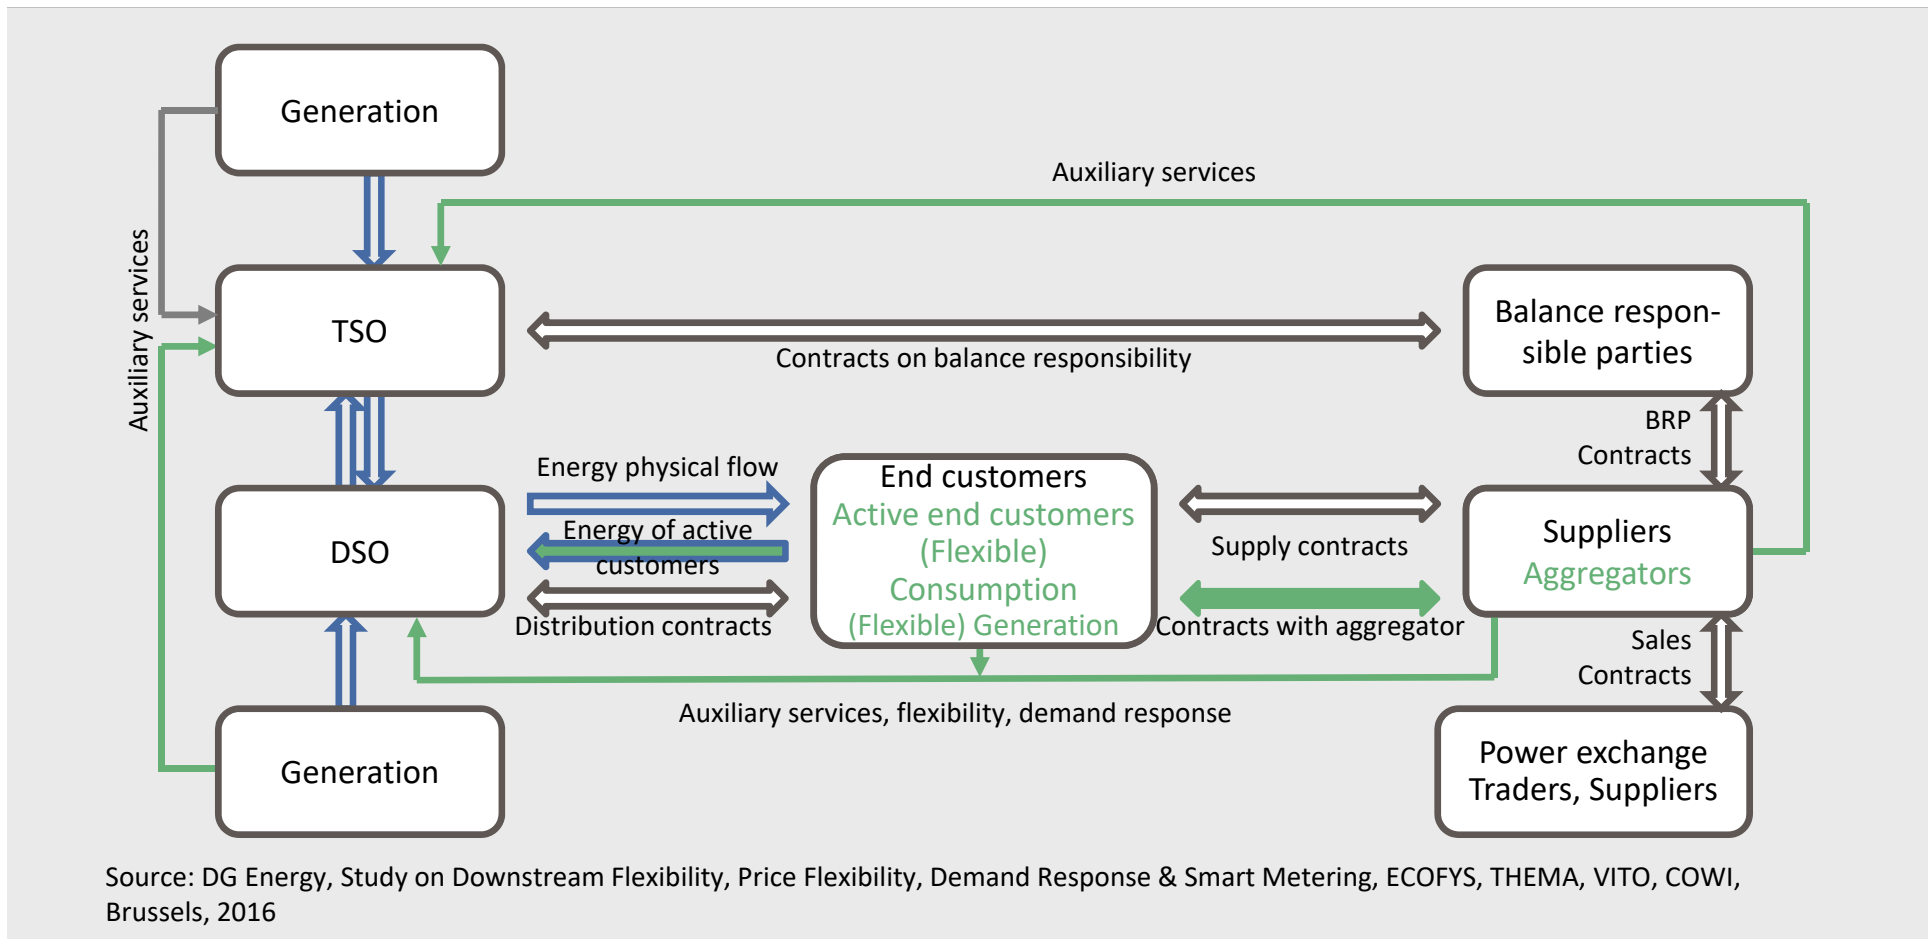 Generation
Auxiliary services
Auxiliary services
TSO
Contracts on balance responsibility
Balance respon-
sible parties
BRP
Contracts
Energy physical flow
Energy of active
customers
DSO
Distribution contracts
End customers
Active end customers
(Flexible)
Consumption
(Flexible) Generation
Supply contracts
Contracts with aggregator
Suppliers
Aggregators
Sales
Contracts
Auxiliary services, flexibility, demand response
Generation
Power exchange
Traders, Suppliers
Source: DG Energy, Study on Downstream Flexibility, Price Flexibility, Demand Response & Smart Metering, ECOFYS, THEMA, VITO, COWI,
Brussels, 2016